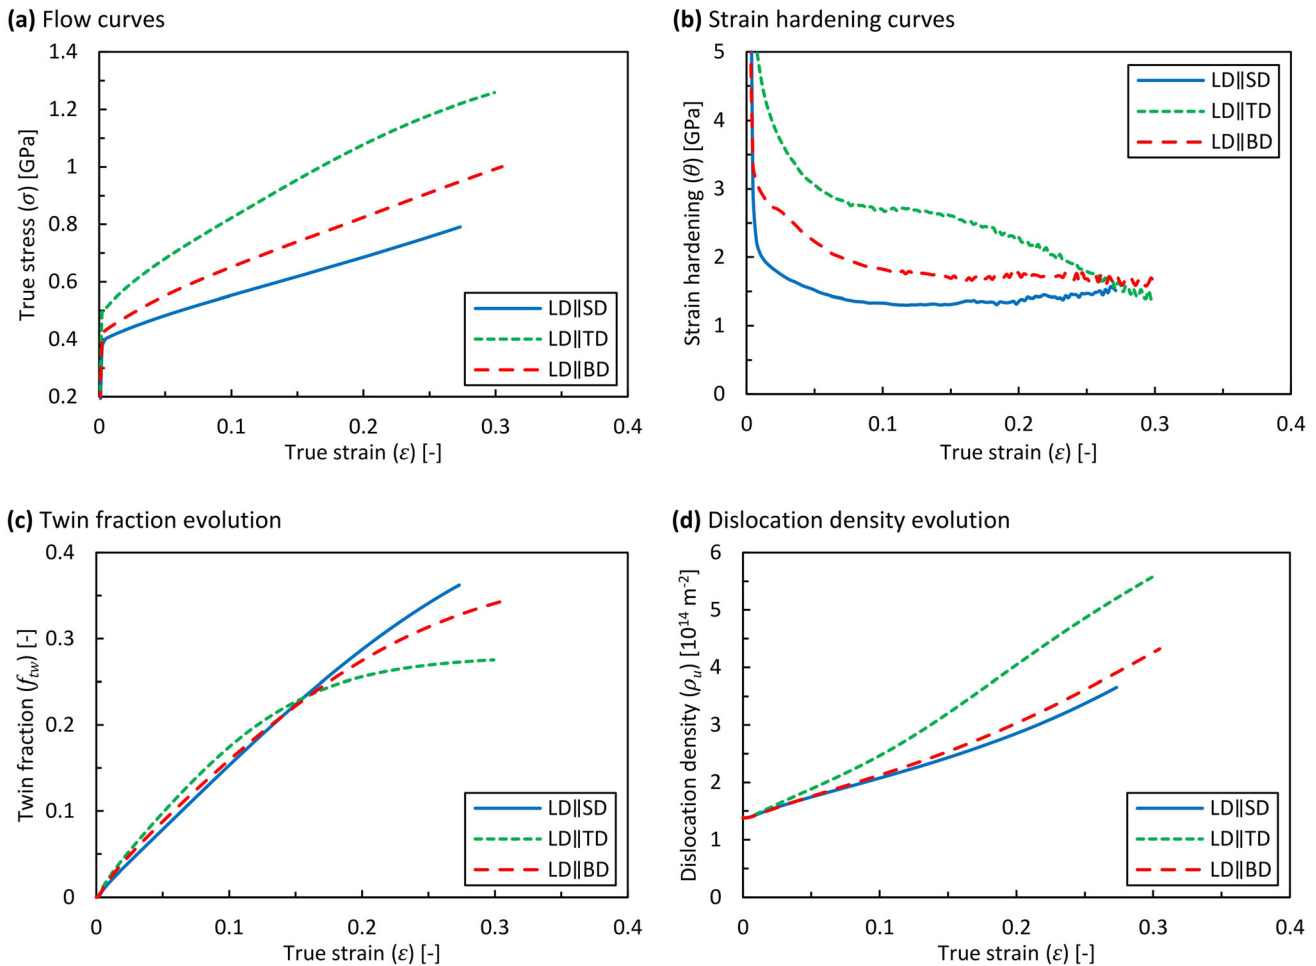 (a) Flow curves
True stress (σ) [GPa]
1.4
1.2
1
0.8
0.6
0.4
0.2
0
0.1
0.2
0.3
0.4
True strain (ε) [-]
LD∥SD
LD∥TD
LD∥BD
(b) Strain hardening curves
Strain hardening (θ) [GPa]
5
4
3
2
1
0
0
0.1
0.2
0.3
0.4
True strain (ε) [-]
LD∥SD
LD∥TD
LD∥BD
(c) Twin fraction evolution
Twin fraction (f_tw) [-]
0.4
0.3
0.2
0.1
0
0
0.1
0.2
0.3
0.4
True strain (ε) [-]
LD∥SD
LD∥TD
LD∥BD
(d) Dislocation density evolution
Dislocation density (ρ_u) [10¹⁴ m⁻²]
6
5
4
3
2
1
0
0
0.1
0.2
0.3
0.4
True strain (ε) [-]
LD∥SD
LD∥TD
LD∥BD